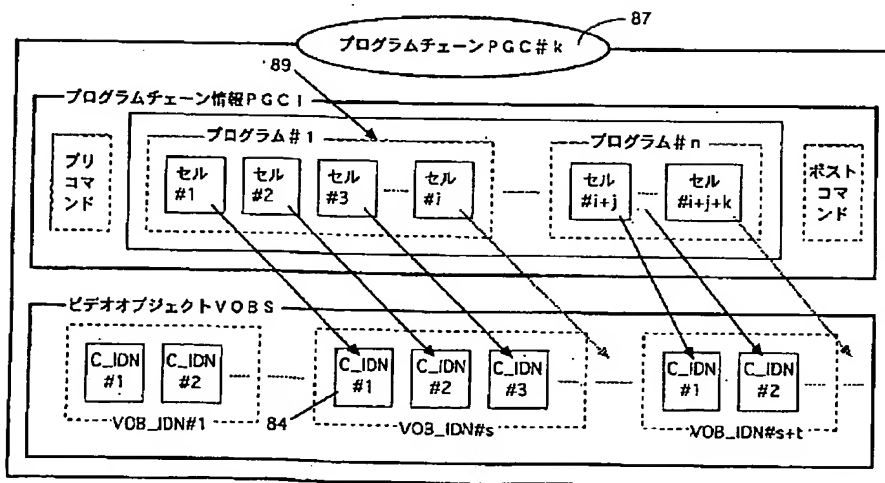 プログラムチェーンPGC#k
87
89
プログラムチェーン情報PGCI
プログラム#1
プログラム#n
プリ
コマ
ンド
セル
#1
セル
#2
セル
#3
セル
#i
セル
#i+j
セル
#i+j+k
ポスト
コマ
ンド
ビデオオブジェクトVOBS
C_IDN
#1
C_IDN
#2
C_IDN
#1
C_IDN
#2
C_IDN
#3
C_IDN
#1
C_IDN
#2
VOB_IDN#1
84
VOB_IDN#s
VOB_IDN#s+t